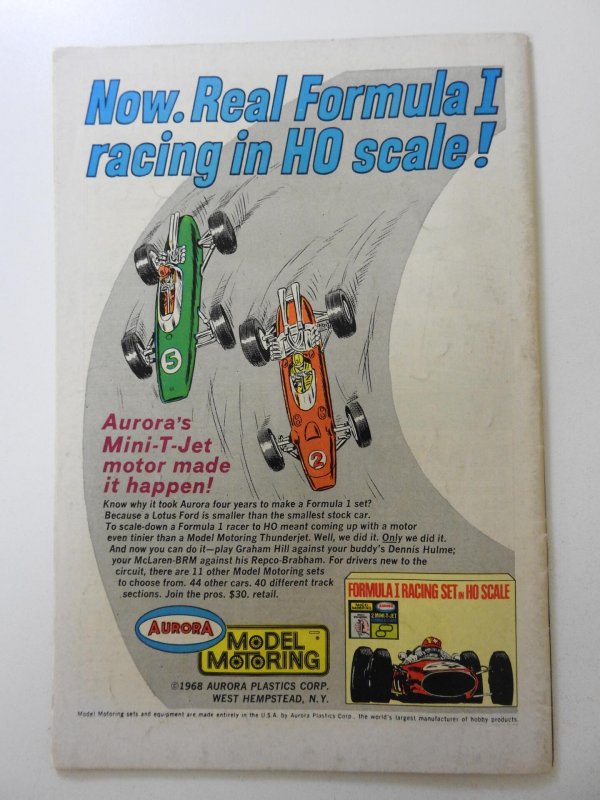 Now. Real Formula I
racing in HO scale!
5
2
Aurora's
Mini-T-Jet
motor made
it happen!
Know why it took Aurora four years to make a Formula 1 set?
Because a Lotus Ford is smaller than the smallest stock car.
To scale-down a Formula 1 racer to HO meant coming up with a motor
even tinier than a Model Motoring Thunderjet. Well, we did it. Only we did it.
And now you can do it—play Graham Hill against your buddy's Dennis Hulme;
your McLaren-BRM against his Repco-Brabham. For drivers new to the
circuit, there are 11 other Model Motoring sets
to choose from. 44 other cars. 40 different track
sections. Join the pros. $30. retail.
FORMULA I RACING SET IN HO SCALE
AURORA
MODEL
MOTORING
©1968 AURORA PLASTICS CORP.
WEST HEMPSTEAD, N.Y.
Model Motoring sets and equipment are made entirely in the U.S.A. by Aurora Plastics Corp., the world's largest manufacturer of hobby products.